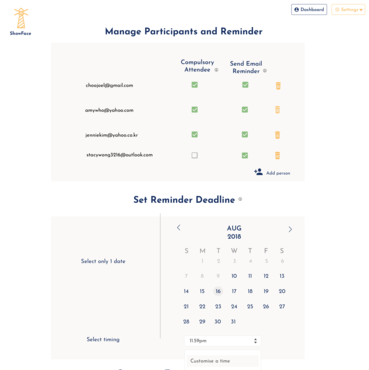 Dashboard
Settings
ShowFace
Manage Participants and Reminder
Compulsory Attendee
Send Email Reminder
chaajoel@gmail.com
amywho@yahoo.com
jenniekim@yahoo.co.kr
stacywong3216@outlook.com
Add person
Set Reminder Deadline
Select only 1 date
AUG
2018
S M T W T F S
1 2 3 4 5 6
7 8 9 10 11 12 13
14 15 16 17 18 19 20
21 22 23 24 25 26 27
28 29 30 31
Select timing
11.59pm
Customise a time